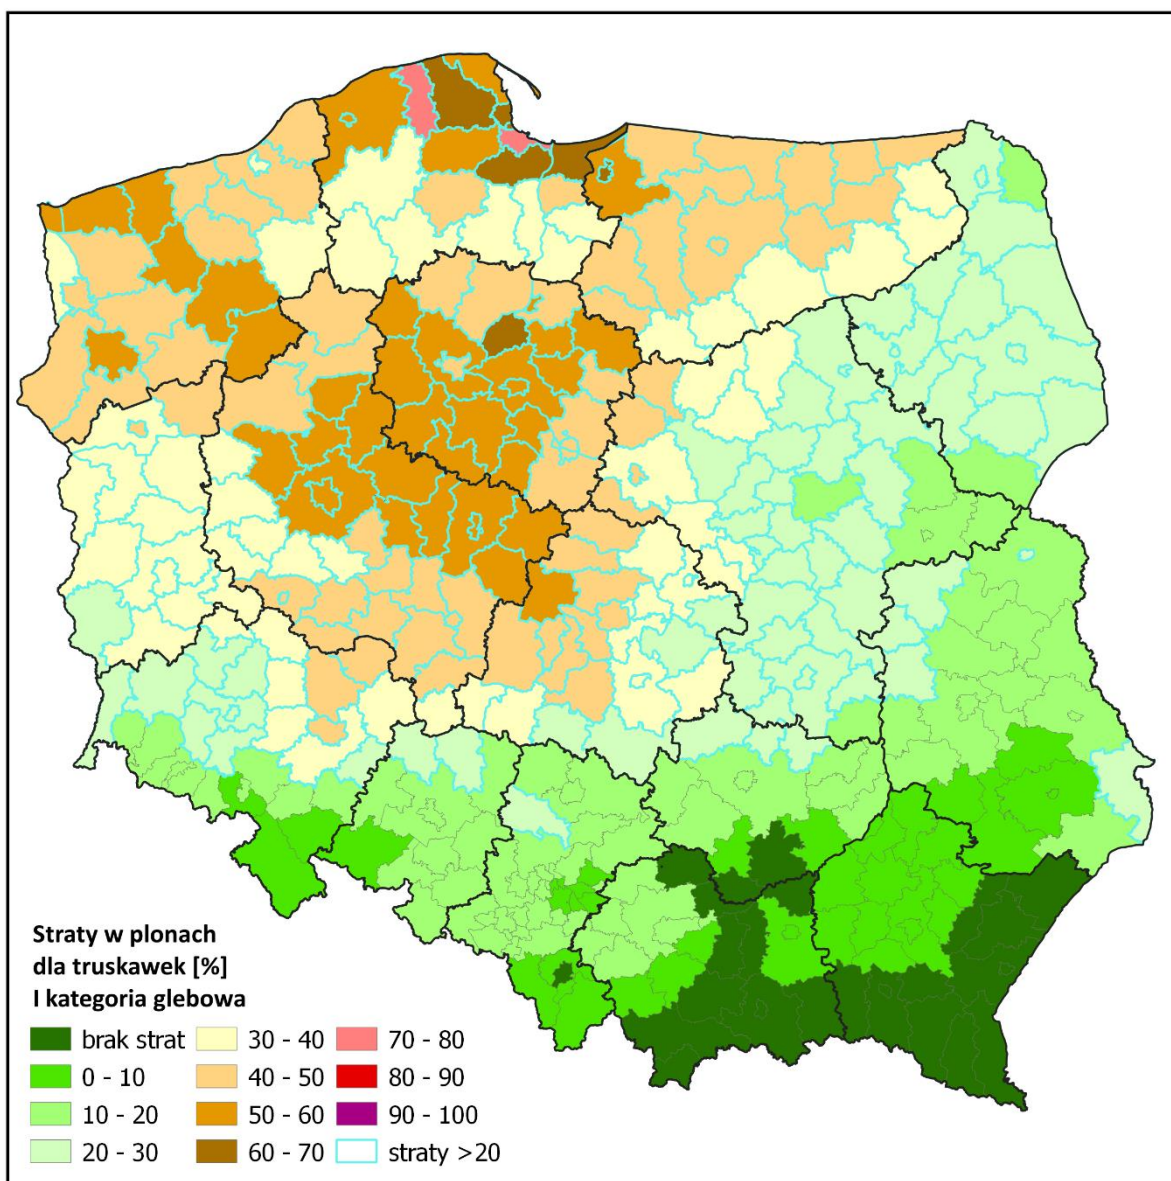 Straty w plonach
dla truskawek [%]
I kategoria glebowa
brak strat
0 - 10
10 - 20
20 - 30
30 - 40
40 - 50
50 - 60
60 - 70
70 - 80
80 - 90
90 - 100
straty >20